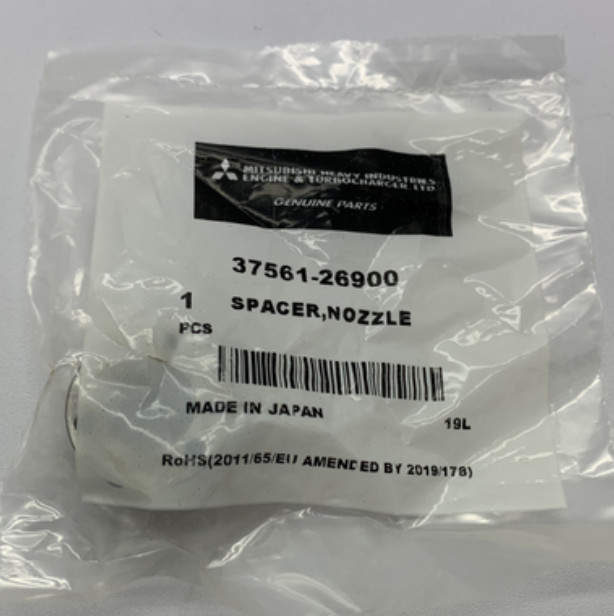 MITSUBISHI HEAVY INDUSTRIES
ENGINE & TURBOCHARGER, LTD.
GENUINE PARTS
37561-26900
1 SPACER,NOZZLE
PCS
MADE IN JAPAN 19L
RoHS(2011/65/EU AMENDED BY 2019/178)